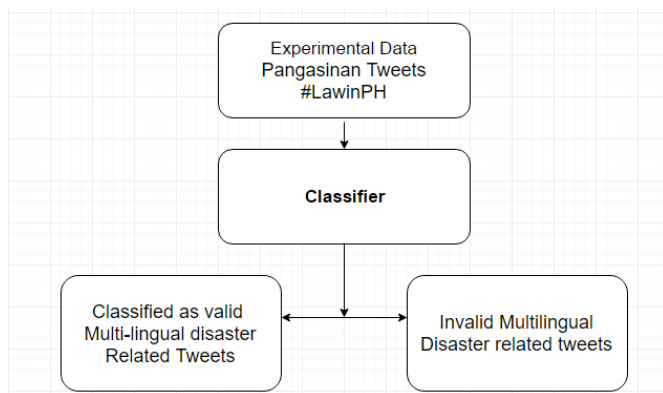 Experimental Data
Pangasinan Tweets
#LawinPH
Classifier
Classified as valid
Multi-lingual disaster
Related Tweets
Invalid Multilingual
Disaster related tweets